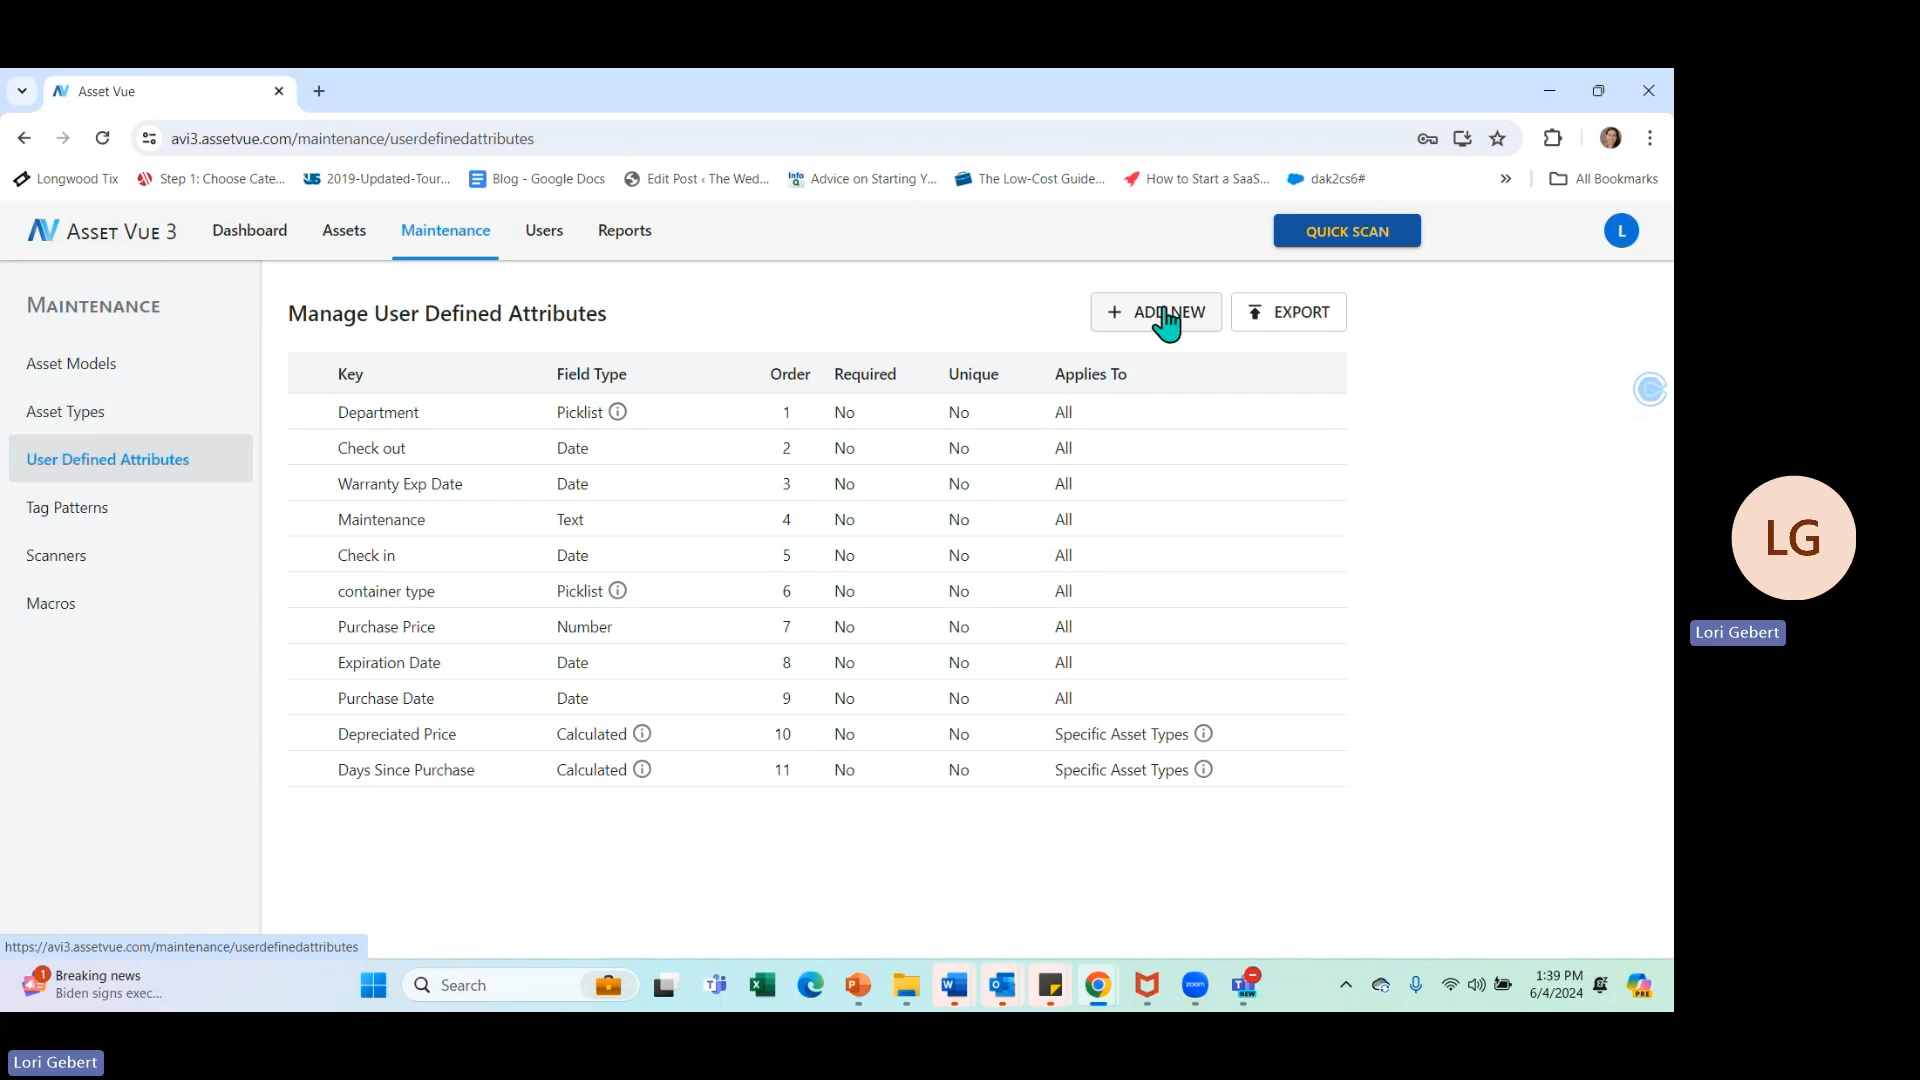 Asset Vue
avi3.assetvue.com/maintenance/userdefinedattributes
Longwood Tix
Step 1: Choose Cate...
2019-Updated-Tour...
Blog - Google Docs
Edit Post ‹ The Wed...
Advice on Starting Y...
The Low-Cost Guide...
How to Start a SaaS...
dak2cs6#
All Bookmarks
ASSET VUE 3
Dashboard
Assets
Maintenance
Users
Reports
QUICK SCAN
L
MAINTENANCE
Asset Models
Asset Types
User Defined Attributes
Tag Patterns
Scanners
Macros
Manage User Defined Attributes
+ ADD NEW
EXPORT
Key Field Type Order Required Unique Applies To
Department Picklist 1 No No All
Check out Date 2 No No All
Warranty Exp Date Date 3 No No All
Maintenance Text 4 No No All
Check in Date 5 No No All
container type Picklist 6 No No All
Purchase Price Number 7 No No All
Expiration Date Date 8 No No All
Purchase Date Date 9 No No All
Depreciated Price Calculated 10 No No Specific Asset Types
Days Since Purchase Calculated 11 No No Specific Asset Types
LG
Lori Gebert
https://avi3.assetvue.com/maintenance/userdefinedattributes
1
Breaking news
Biden signs exec...
Search
zoom
NEW
1:39 PM
6/4/2024
PRE
Lori Gebert